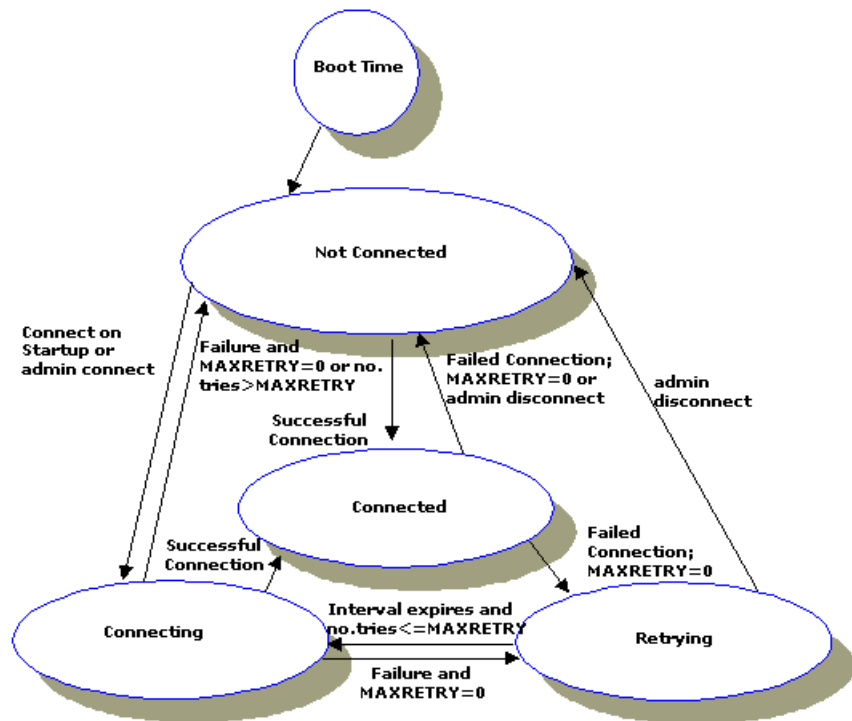 Boot Time
Not Connected
Connect on
Startup or
admin connect
Failure and
MAXRETRY=0 or no.
tries>MAXRETRY
Failed Connection;
MAXRETRY=0 or
admin disconnect
admin
disconnect
Successful
Connection
Connected
Successful
Connection
Failed
Connection;
MAXRETRY=0
Connecting
Interval expires and
no.tries<=MAXRETRY
Retrying
Failure and
MAXRETRY=0